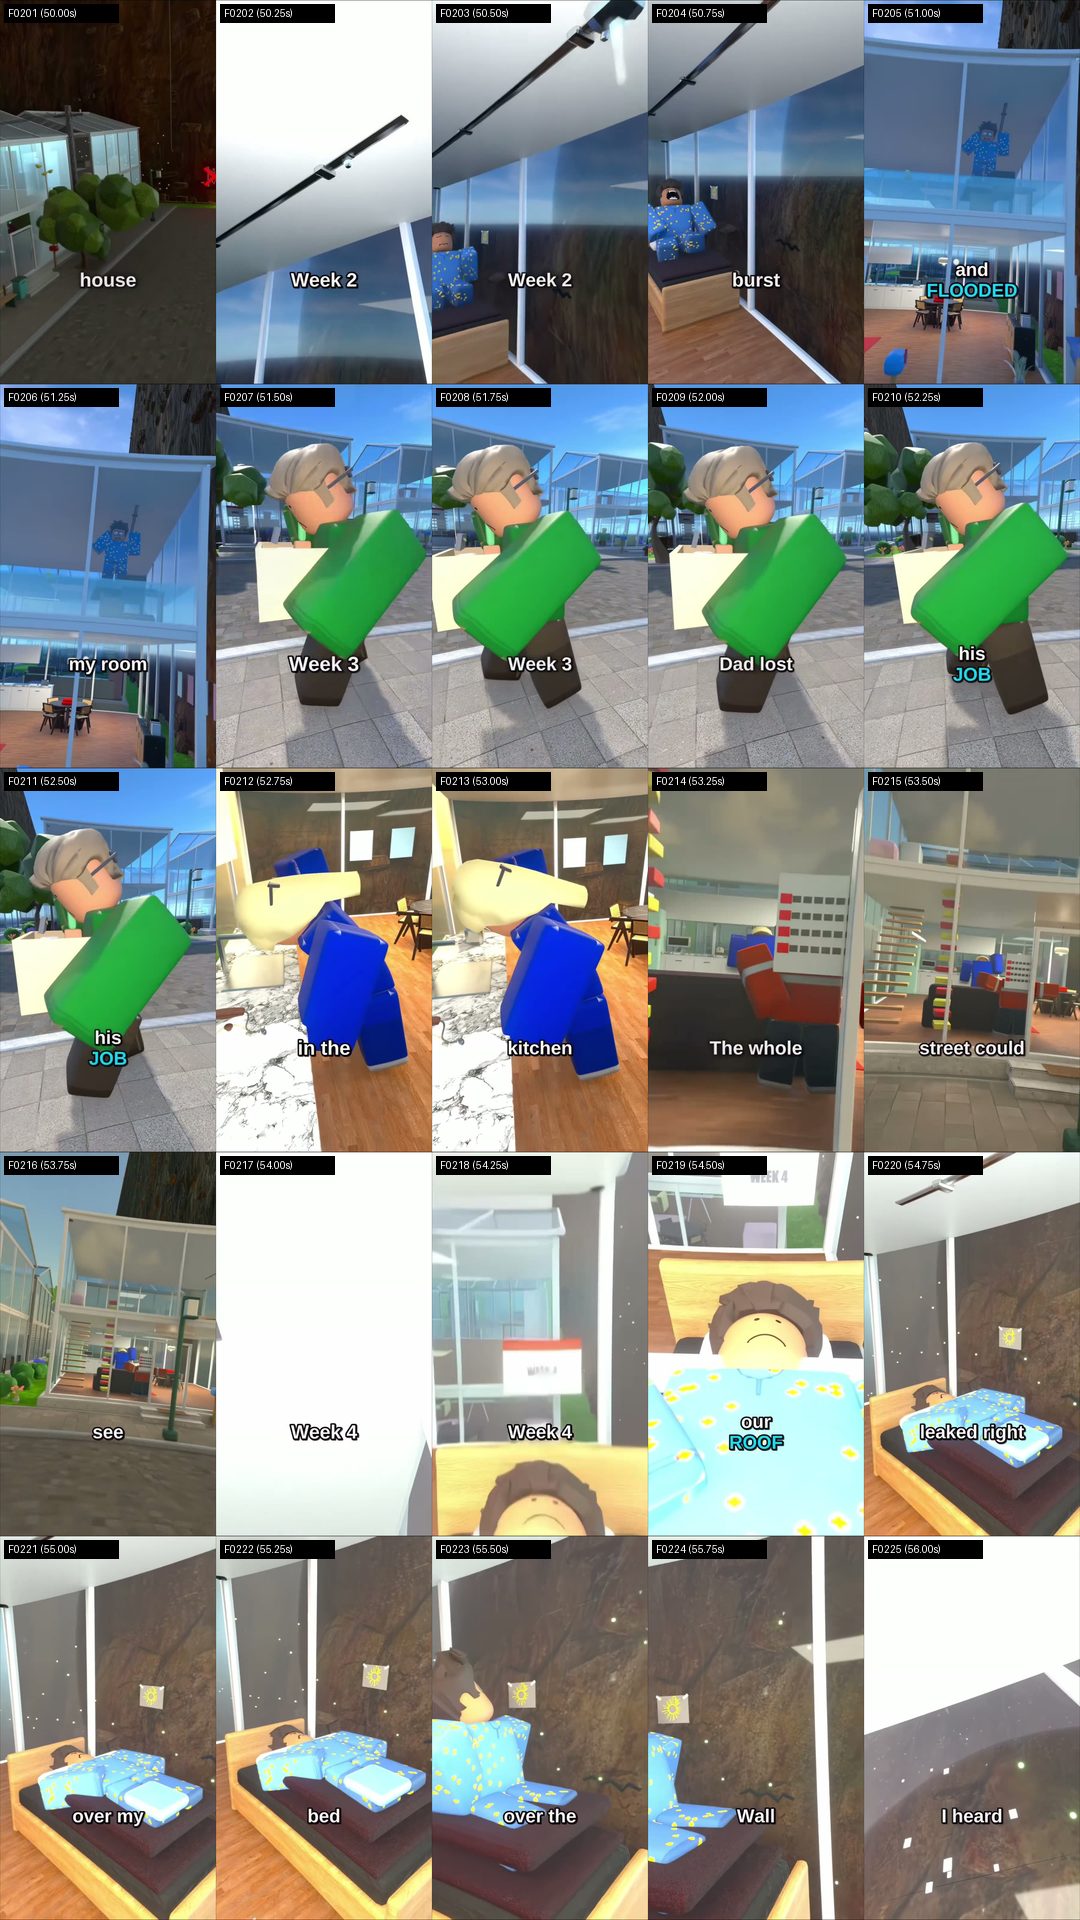 F0201 (50.00s)
house
F0202 (50.25s)
Week 2
F0203 (50.50s)
Week 2
F0204 (50.75s)
burst
F0205 (51.00s)
and
FLOODED
F0206 (51.25s)
my room
F0207 (51.50s)
Week 3
F0208 (51.75s)
Week 3
F0209 (52.00s)
Dad lost
F0210 (52.25s)
his
JOB
F0211 (52.50s)
his
JOB
F0212 (52.75s)
in the
F0213 (53.00s)
kitchen
F0214 (53.25s)
The whole
F0215 (53.50s)
street could
F0216 (53.75s)
see
F0217 (54.00s)
Week 4
F0218 (54.25s)
WEEK 4
Week 4
F0219 (54.50s)
WEEK 4
our
ROOF
F0220 (54.75s)
leaked right
F0221 (55.00s)
over my
F0222 (55.25s)
bed
F0223 (55.50s)
over the
F0224 (55.75s)
Wall
F0225 (56.00s)
I heard